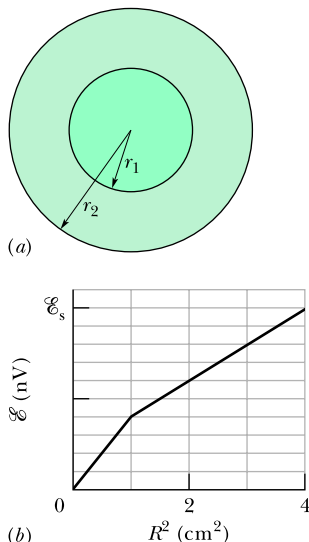 r₁
r₂
(a)
ℰₛ
ℰ (nV)
0
2
4
R² (cm²)
(b)